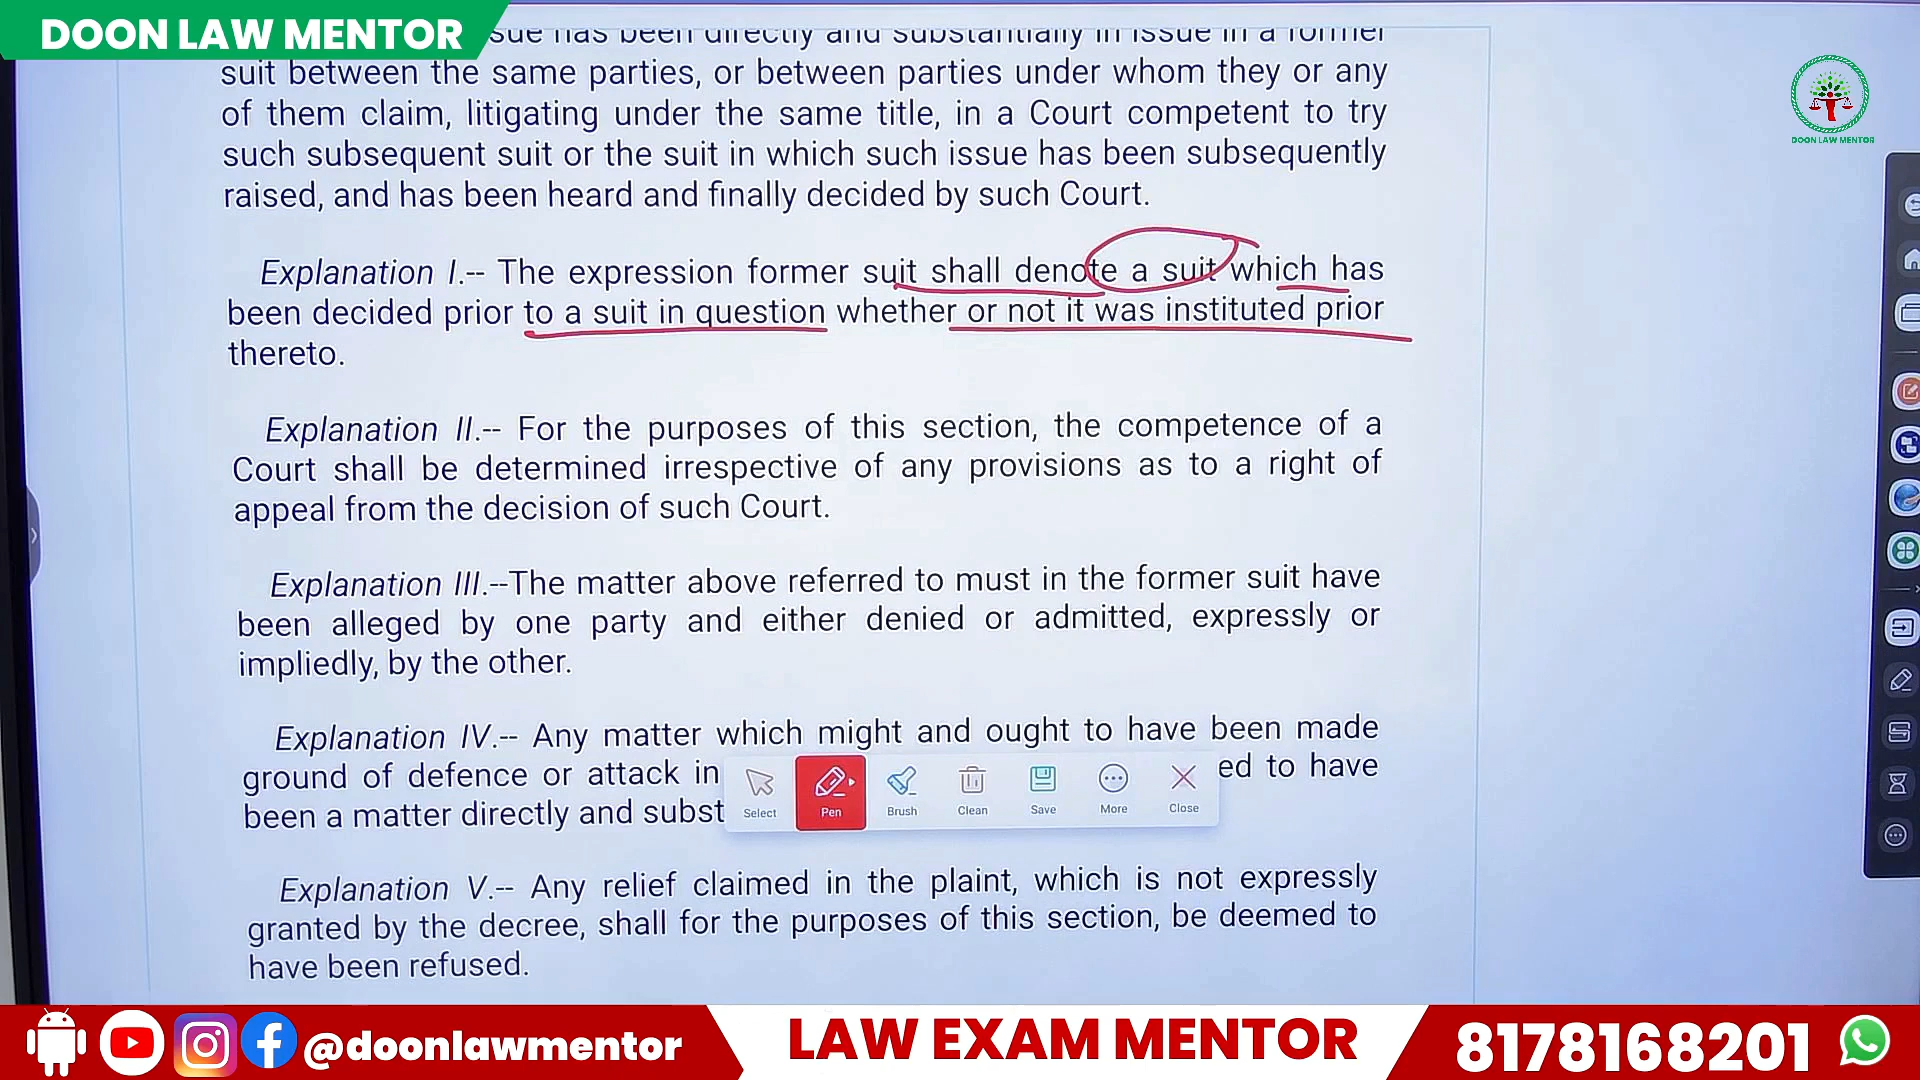 DOON LAW MENTOR
sue has been directly and substantially in issue in a former
suit between the same parties, or between parties under whom they or any
of them claim, litigating under the same title, in a Court competent to try
such subsequent suit or the suit in which such issue has been subsequently
raised, and has been heard and finally decided by such Court.
DOON LAW MENTOR
Explanation I.-- The expression former suit shall denote a suit which has
been decided prior to a suit in question whether or not it was instituted prior
thereto.
Explanation II.-- For the purposes of this section, the competence of a
Court shall be determined irrespective of any provisions as to a right of
appeal from the decision of such Court.
Explanation III.--The matter above referred to must in the former suit have
been alleged by one party and either denied or admitted, expressly or
impliedly, by the other.
Explanation IV.-- Any matter which might and ought to have been made
ground of defence or attack in ed to have
been a matter directly and subst
Select Pen Brush Clean Save More Close
Explanation V.-- Any relief claimed in the plaint, which is not expressly
granted by the decree, shall for the purposes of this section, be deemed to
have been refused.
@doonlawmentor
LAW EXAM MENTOR
8178168201